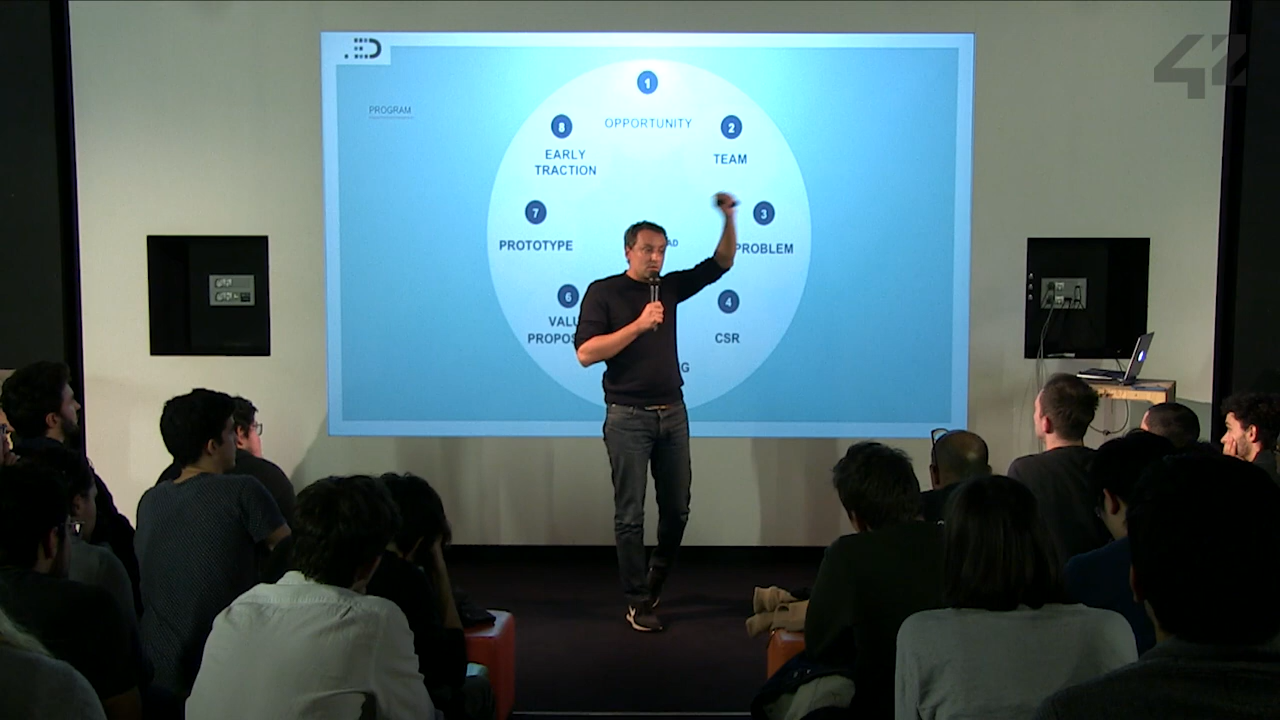 42
PROGRAM
1
OPPORTUNITY
2
TEAM
3
PROBLEM
4
CSR
6
7
PROTOTYPE
8
EARLY
TRACTION